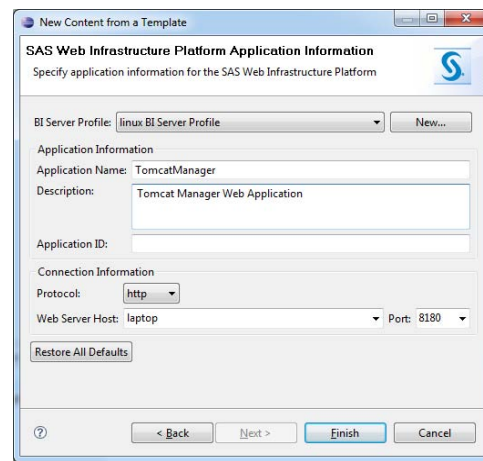 New Content from a Template
SAS Web Infrastructure Platform Application Information
Specify application information for the SAS Web Infrastructure Platform
BI Server Profile: linux BI Server Profile New...
Application Information
Application Name: TomcatManager
Description: Tomcat Manager Web Application
Application ID:
Connection Information
Protocol: http
Web Server Host: laptop Port: 8180
Restore All Defaults
? < Back Next > Finish Cancel